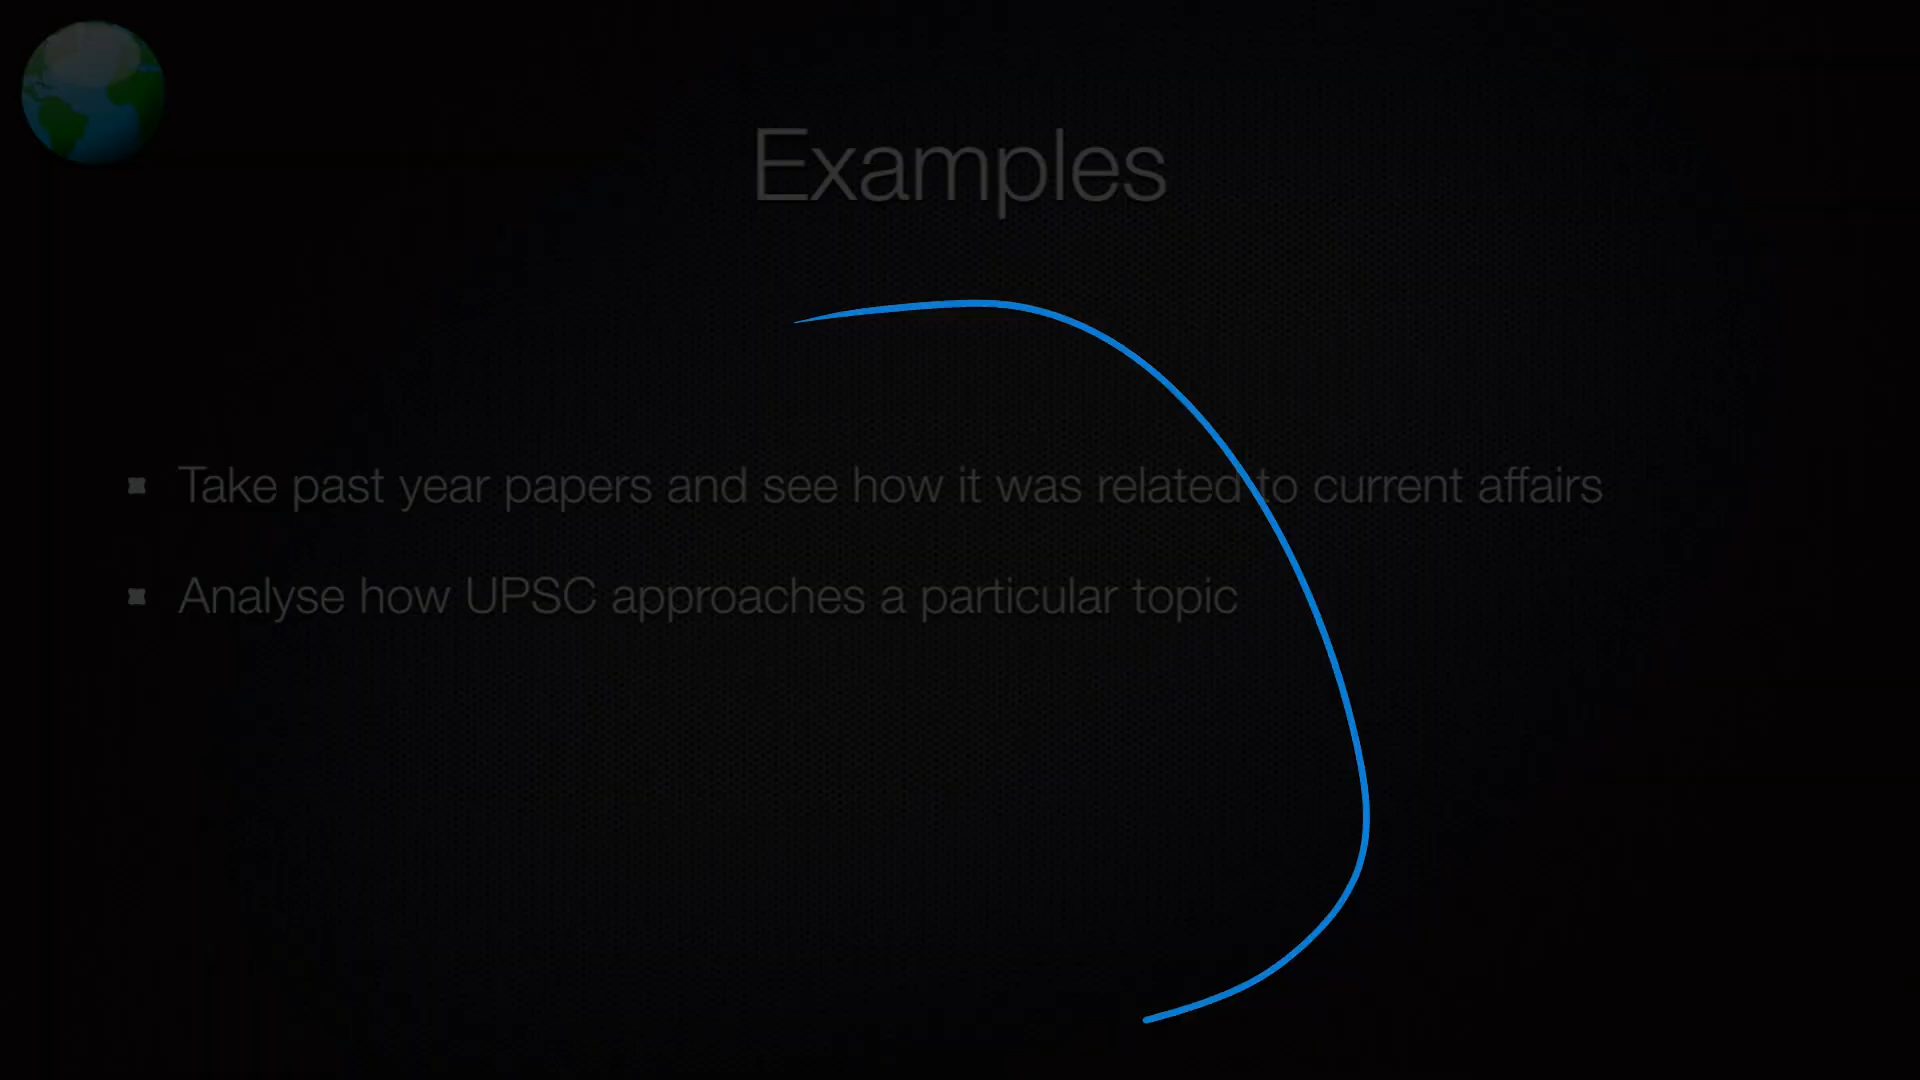 Examples
Take past year papers and see how it was related to current affairs
Analyse how UPSC approaches a particular topic